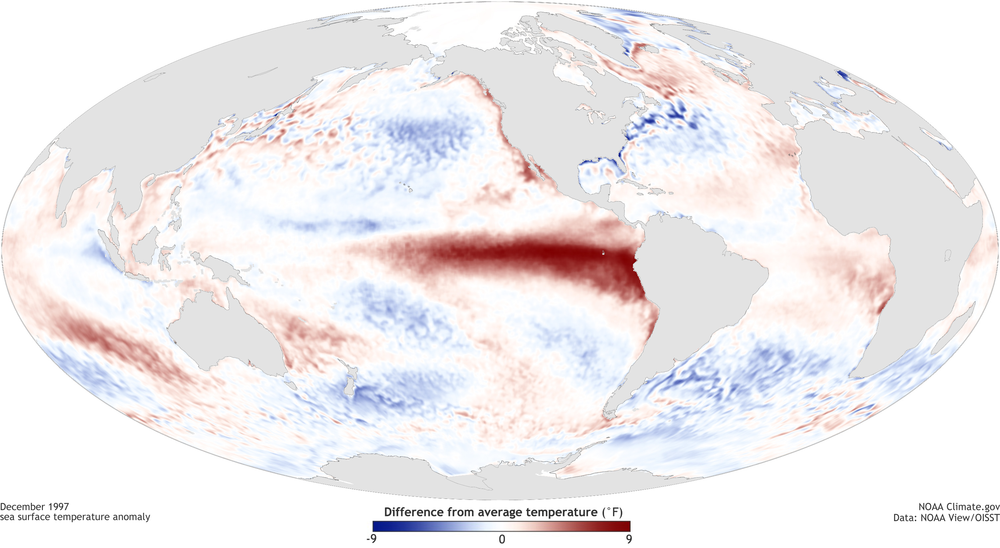 December 1997
sea surface temperature anomaly
Difference from average temperature (°F)
-9 0 9
NOAA Climate.gov
Data: NOAA View/OISST